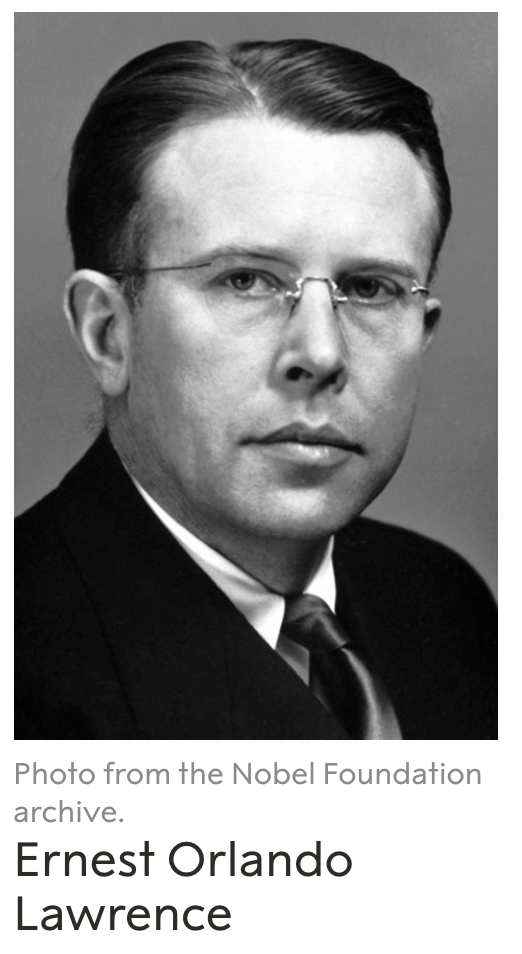 Photo from the Nobel Foundation
archive.
Ernest Orlando
Lawrence